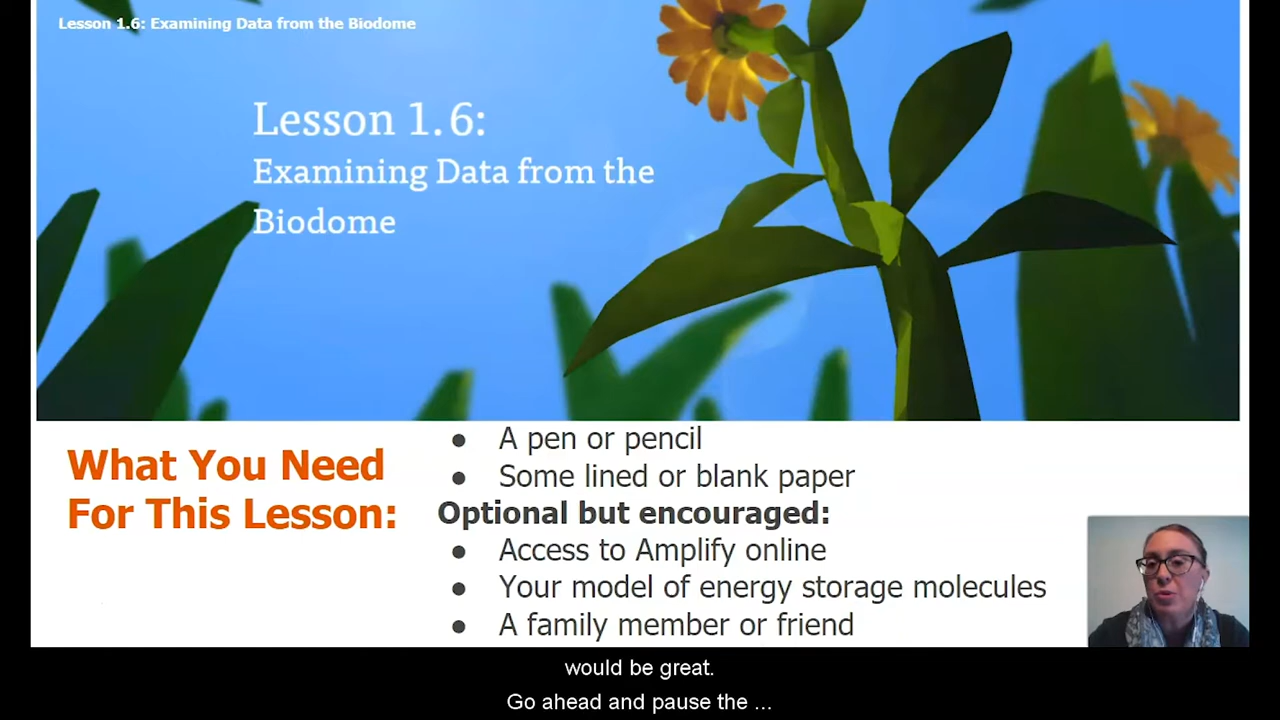 Lesson 1.6: Examining Data from the Biodome
Lesson 1.6:
Examining Data from the
Biodome
What You Need
For This Lesson:
● A pen or pencil
● Some lined or blank paper
Optional but encouraged:
● Access to Amplify online
● Your model of energy storage molecules
● A family member or friend
would be great.
Go ahead and pause the ...